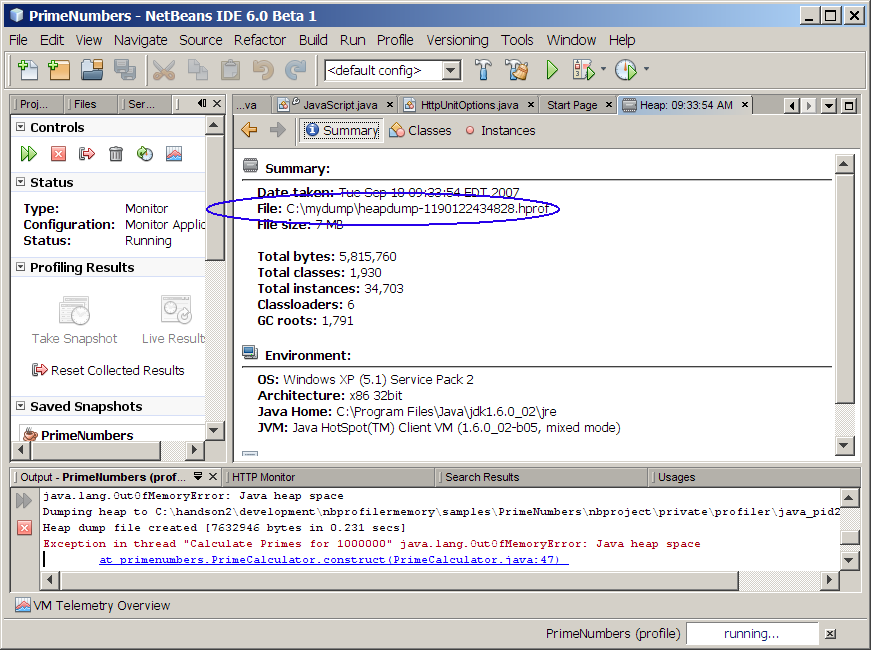 PrimeNumbers - NetBeans IDE 6.0 Beta 1
File Edit View Navigate Source Refactor Build Run Profile Versioning Tools Window Help
<default config>
Proj... Files Ser...
...va JavaScript.java HttpUnitOptions.java Start Page Heap: 09:33:54 AM
Controls
Summary Classes Instances
Status
Type: Monitor
Configuration: Monitor Applic
Status: Running
Profiling Results
Take Snapshot Live Results
Reset Collected Results
Saved Snapshots
PrimeNumbers
Summary:
Date taken: Tue Sep 18 09:33:54 EDT 2007
File: C:\mydump\heapdump-1190122434828.hprof
File size: 7 MB
Total bytes: 5,815,760
Total classes: 1,930
Total instances: 34,703
Classloaders: 6
GC roots: 1,791
Environment:
OS: Windows XP (5.1) Service Pack 2
Architecture: x86 32bit
Java Home: C:\Program Files\Java\jdk1.6.0_02\jre
JVM: Java HotSpot(TM) Client VM (1.6.0_02-b05, mixed mode)
Output - PrimeNumbers (prof... HTTP Monitor Search Results Usages
java.lang.OutOfMemoryError: Java heap space
Dumping heap to C:\handson2\development\nbprofilermemory\samples\PrimeNumbers\nbproject\private\profiler\java_pid2
Heap dump file created [7632946 bytes in 0.231 secs]
Exception in thread "Calculate Primes for 1000000" java.lang.OutOfMemoryError: Java heap space
at primenumbers.PrimeCalculator.construct(PrimeCalculator.java:47)
VM Telemetry Overview
PrimeNumbers (profile) running...